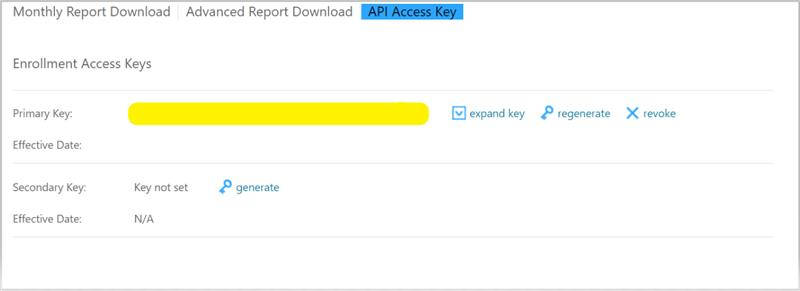 Monthly Report Download Advanced Report Download API Access Key
Enrollment Access Keys
Primary Key: expand key regenerate revoke
Effective Date:
Secondary Key: Key not set generate
Effective Date: N/A